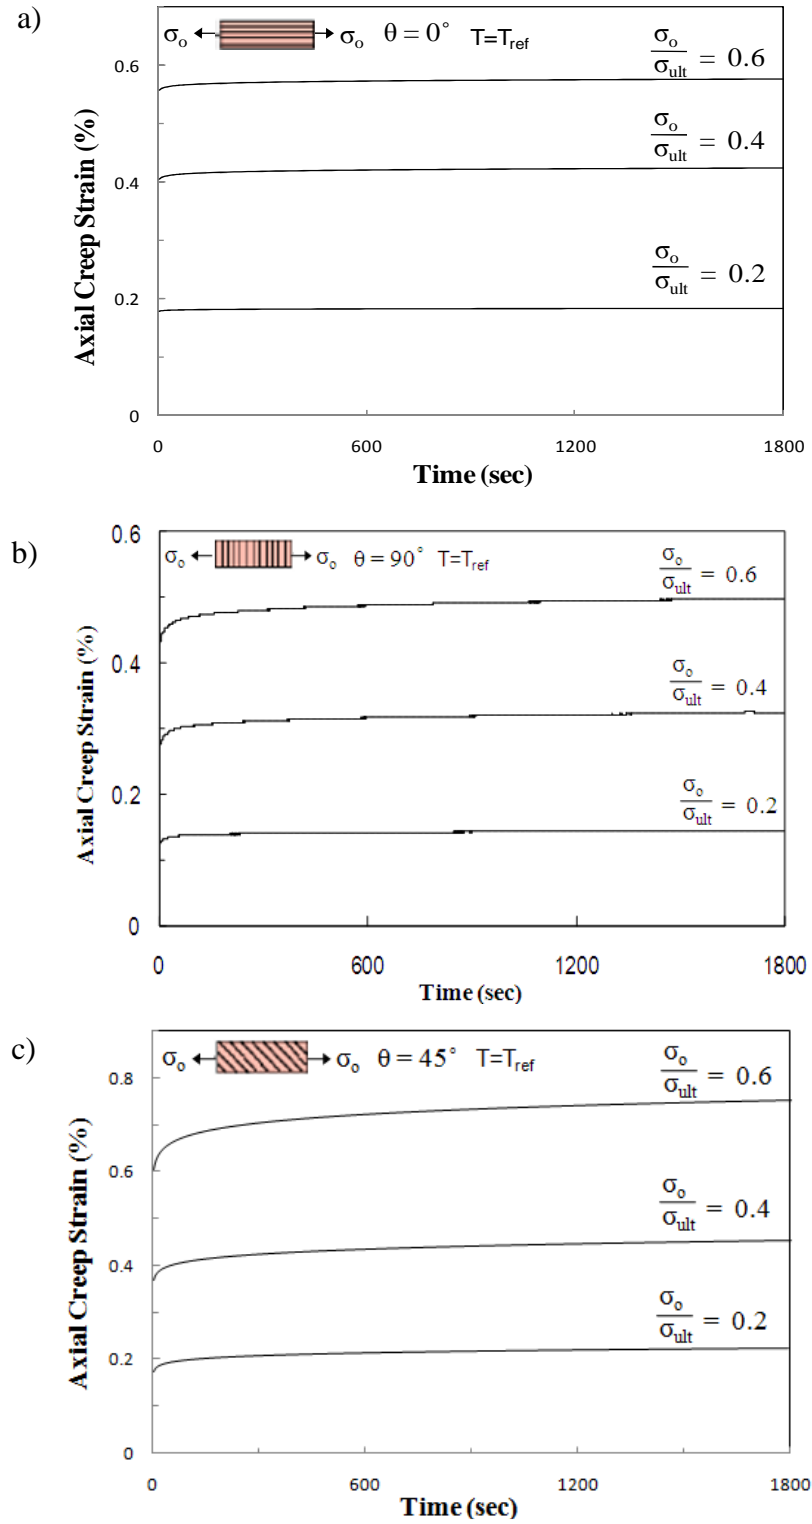 a)
σo σo θ = 0° T=Tref
σo/σult = 0.6
σo/σult = 0.4
σo/σult = 0.2
Axial Creep Strain (%)
0.6
0.4
0.2
0
0 600 1200 1800
Time (sec)
b)
σo σo θ = 90° T=Tref
σo/σult = 0.6
σo/σult = 0.4
σo/σult = 0.2
Axial Creep Strain (%)
0.6
0.4
0.2
0
0 600 1200 1800
Time (sec)
c)
σo σo θ = 45° T=Tref
σo/σult = 0.6
σo/σult = 0.4
σo/σult = 0.2
Axial Creep Strain (%)
0.8
0.6
0.4
0.2
0
0 600 1200 1800
Time (sec)